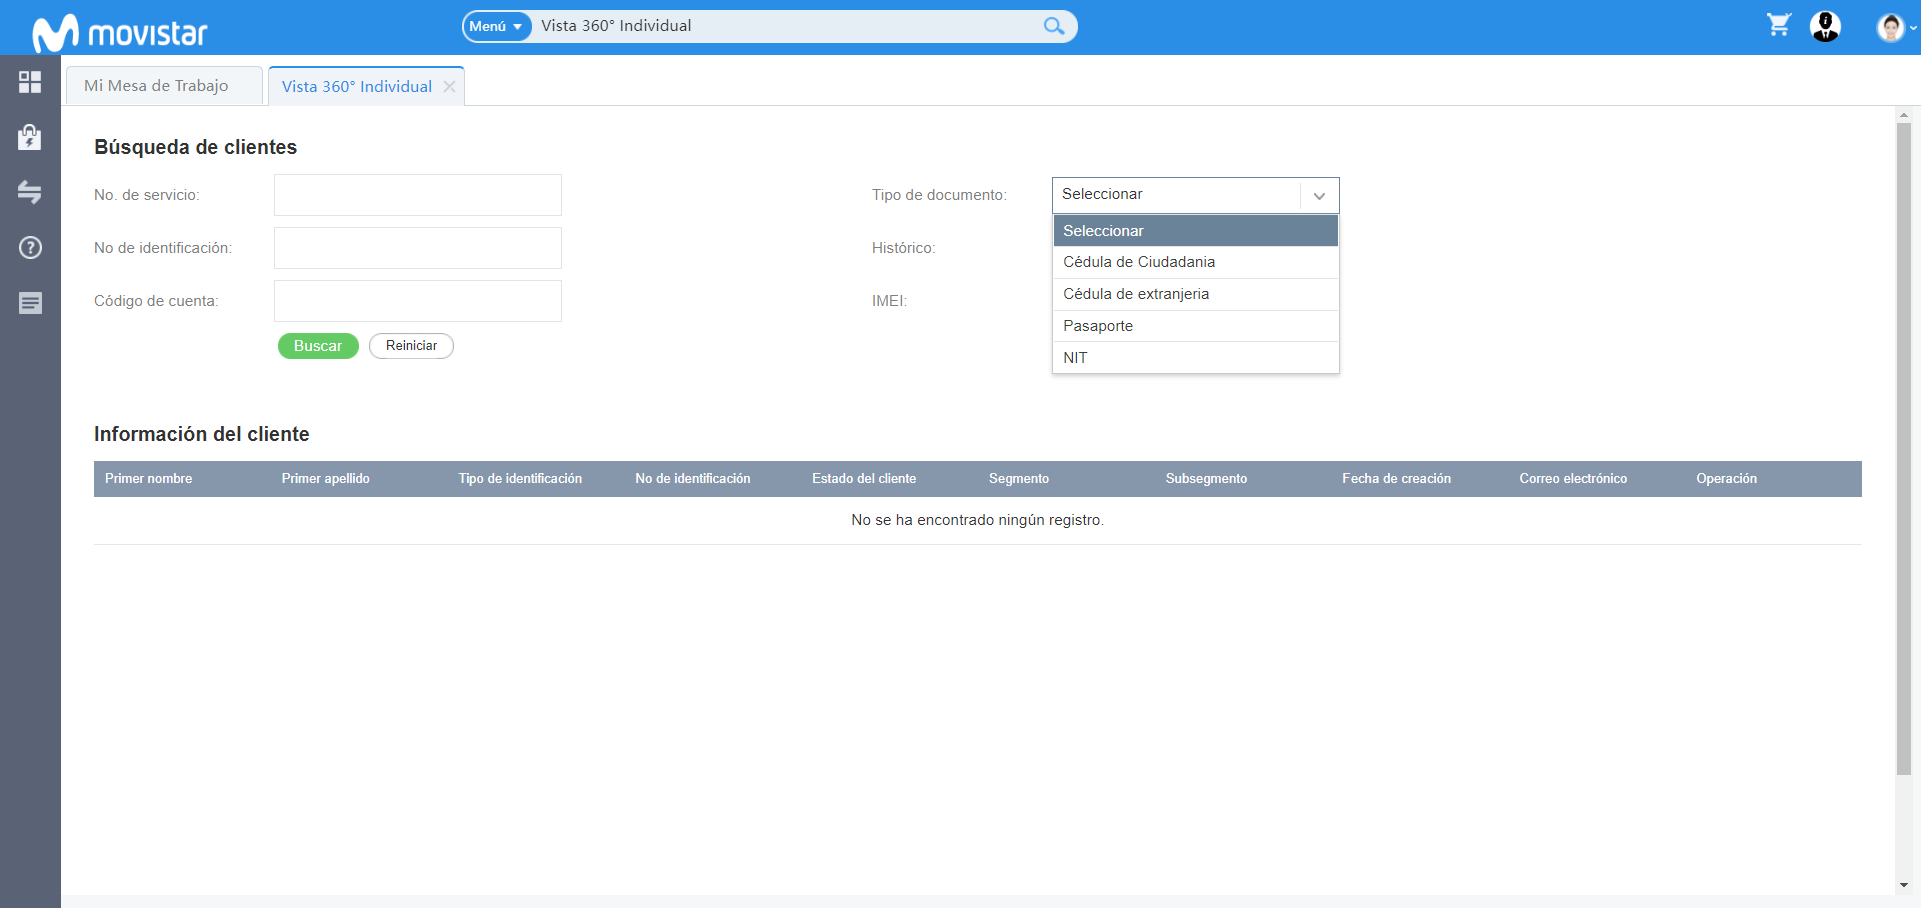 movistar
Menú
Vista 360° Individual
Mi Mesa de Trabajo
Vista 360° Individual
Búsqueda de clientes
No. de servicio:
Tipo de documento:
Seleccionar
Seleccionar
No de identificación:
Histórico:
Cédula de Ciudadania
Cédula de extranjeria
Código de cuenta:
IMEI:
Pasaporte
Buscar
Reiniciar
NIT
Información del cliente
Primer nombre Primer apellido Tipo de identificación No de identificación Estado del cliente Segmento Subsegmento Fecha de creación Correo electrónico Operación
No se ha encontrado ningún registro.